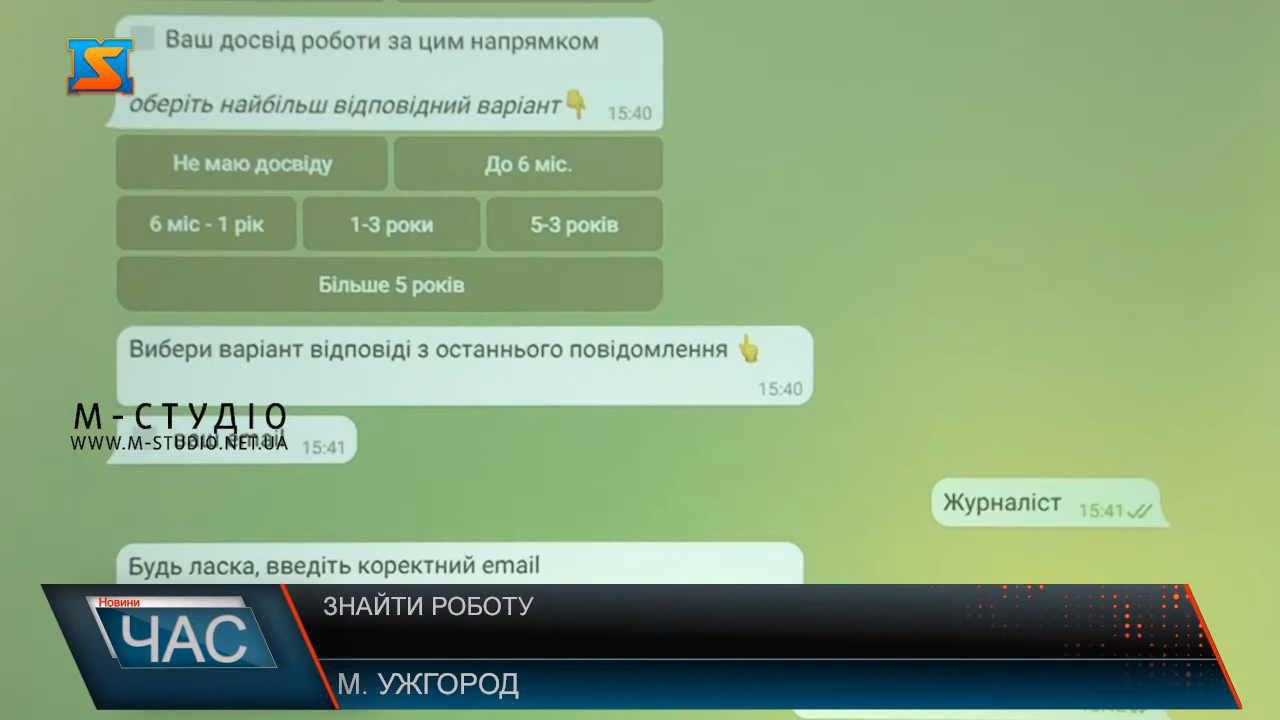 Ваш досвід роботи за цим напрямком
оберіть найбільш відповідний варіант
15:40
Не маю досвіду
До 6 міс.
6 міс - 1 рік
1-3 роки
5-3 років
Більше 5 років
Вибери варіант відповіді з останнього повідомлення
15:40
М-СТУДІО
WWW.M-STUDIO.NET.UA
15:41
Журналіст
15:41
Будь ласка, введіть коректний email
Новини
ЧАС
ЗНАЙТИ РОБОТУ
М. УЖГОРОД